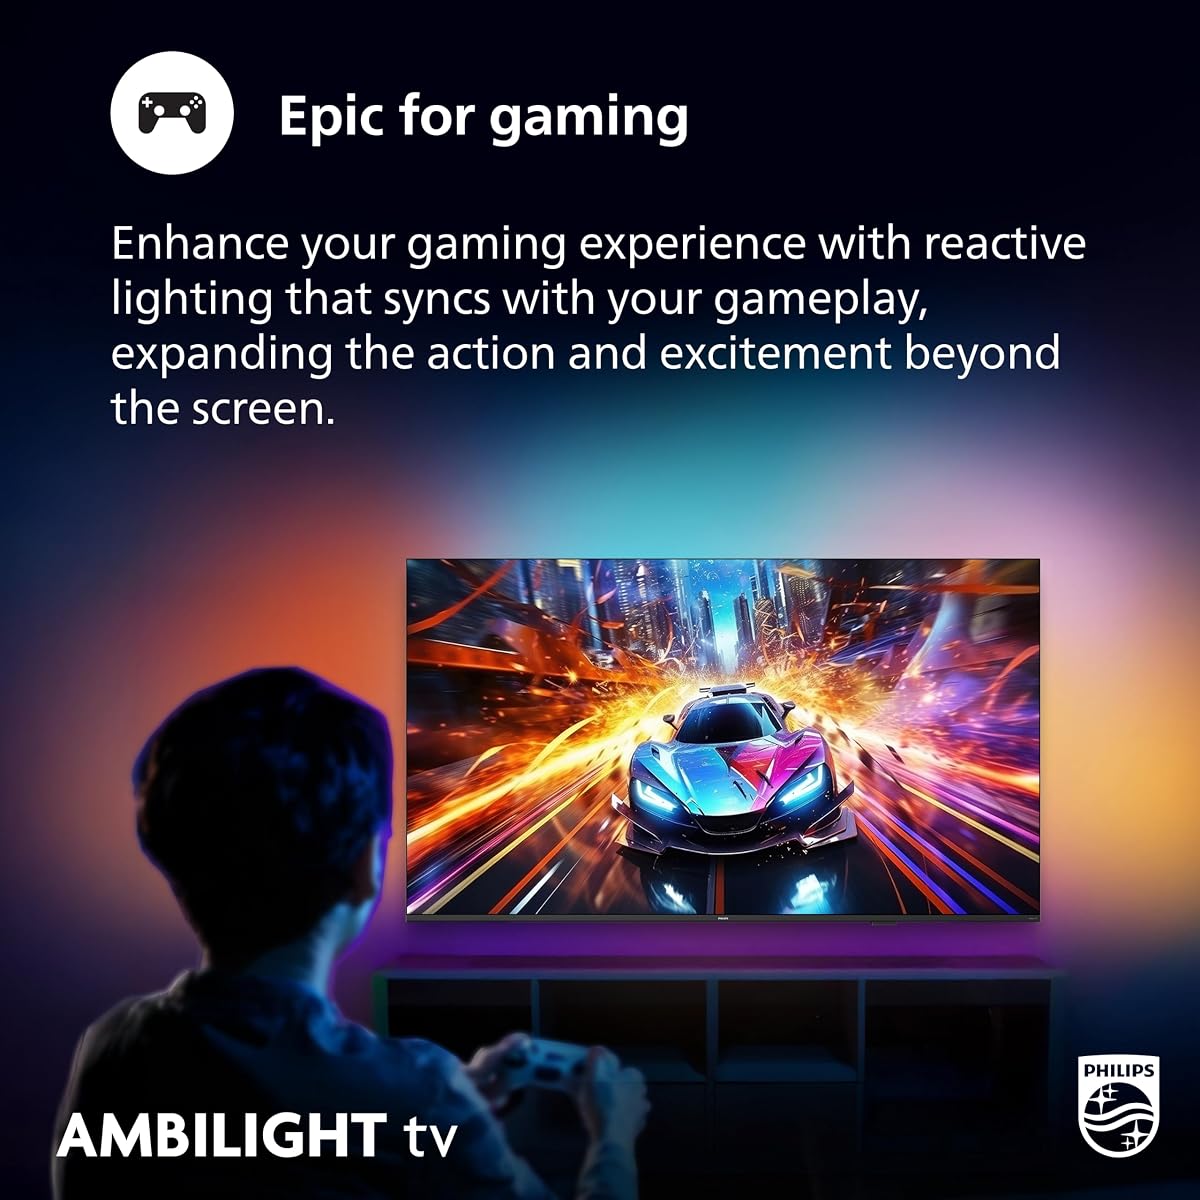 Epic for gaming
Enhance your gaming experience with reactive
lighting that syncs with your gameplay,
expanding the action and excitement beyond
the screen.
PHILIPS
AMBILIGHT tv
PHILIPS